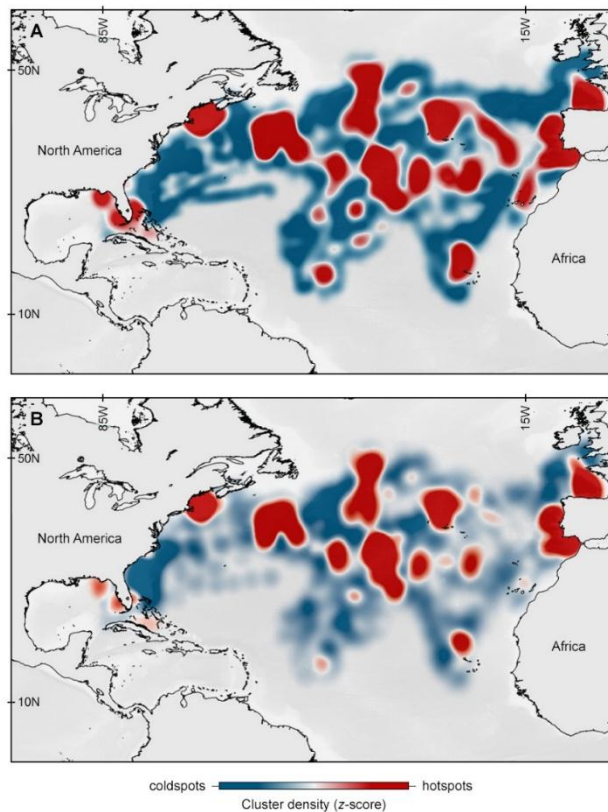 A
85W
15W
50N
North America
Africa
10N
B
85W
15W
50N
North America
Africa
10N
coldspots
hotspots
Cluster density (z-score)